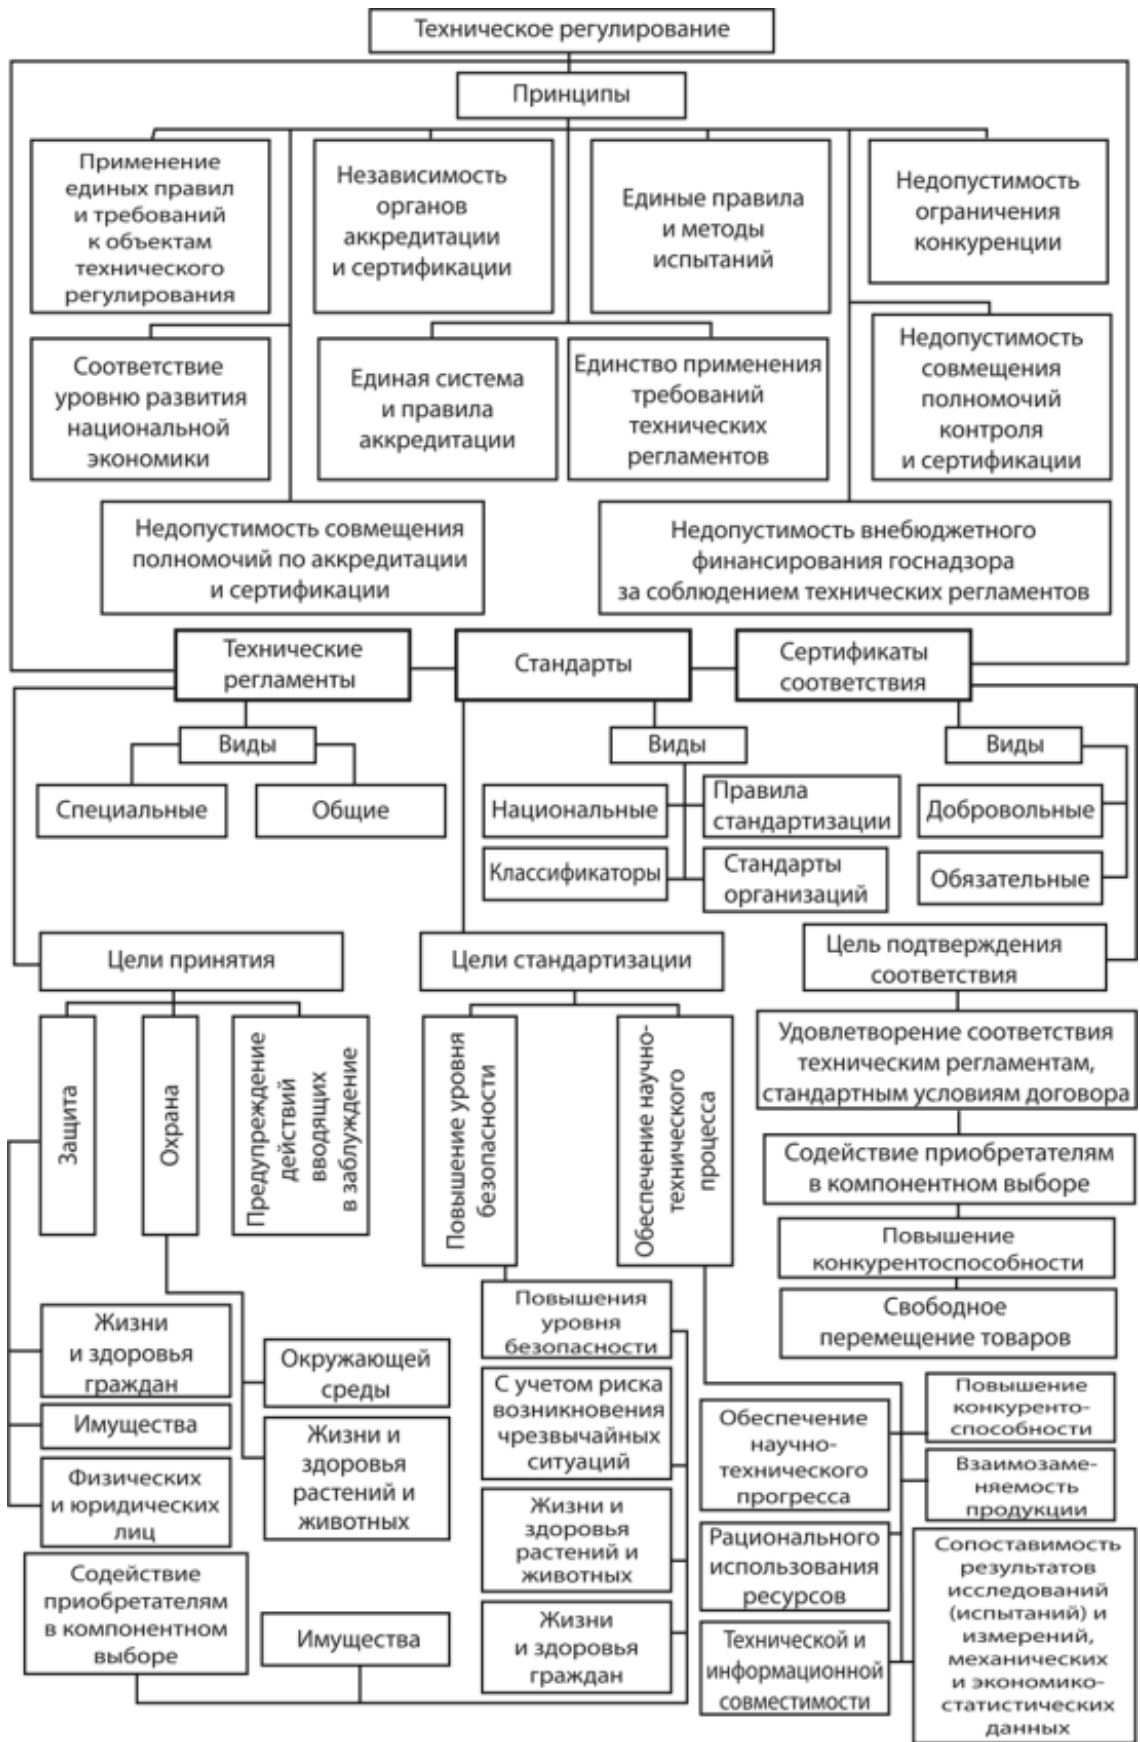 Техническое регулирование
Принципы
Применение
единых правил
и требований
к объектам
технического
регулирования
Независимость
органов
аккредитации
и сертификации
Единые правила
и методы
испытаний
Недопустимость
ограничения
конкуренции
Соответствие
уровню развития
национальной
экономики
Единая система
и правила
аккредитации
Единство применения
требований
технических
регламентов
Недопустимость
совмещения
полномочий
контроля
и сертификации
Недопустимость совмещения
полномочий по аккредитации
и сертификации
Недопустимость внебюджетного
финансирования госнадзора
за соблюдением технических регламентов
Технические
регламенты
Стандарты
Сертификаты
соответствия
Виды
Виды
Виды
Специальные
Общие
Национальные
Правила
стандартизации
Добровольные
Классификаторы
Стандарты
организаций
Обязательные
Цели принятия
Цели стандартизации
Цель подтверждения
соответствия
Защита
Охрана
Предупреждение
действий
вводящих
в заблуждение
Повышение уровня
безопасности
Обеспечение научно-
технического
процесса
Удовлетворение соответствия
техническим регламентам,
стандартным условиям договора
Содействие приобретателям
в компонентном выборе
Повышение
конкурентоспособности
Свободное
перемещение товаров
Жизни
и здоровья
граждан
Имущества
Физических
и юридических
лиц
Окружающей
среды
Жизни и
здоровья
растений и
животных
Повышения
уровня
безопасности
С учетом риска
возникновения
чрезвычайных
ситуаций
Жизни и
здоровья
растений и
животных
Жизни
и здоровья
граждан
Обеспечение
научно-
технического
прогресса
Рационального
использования
ресурсов
Технической и
информационной
совместимости
Повышение
конкуренто-
способности
Взаимозаме-
няемость
продукции
Сопоставимость
результатов
исследований
(испытаний) и
измерений,
механических
и экономико-
статистических
данных
Содействие
приобретателям
в компонентном
выборе
Имущества